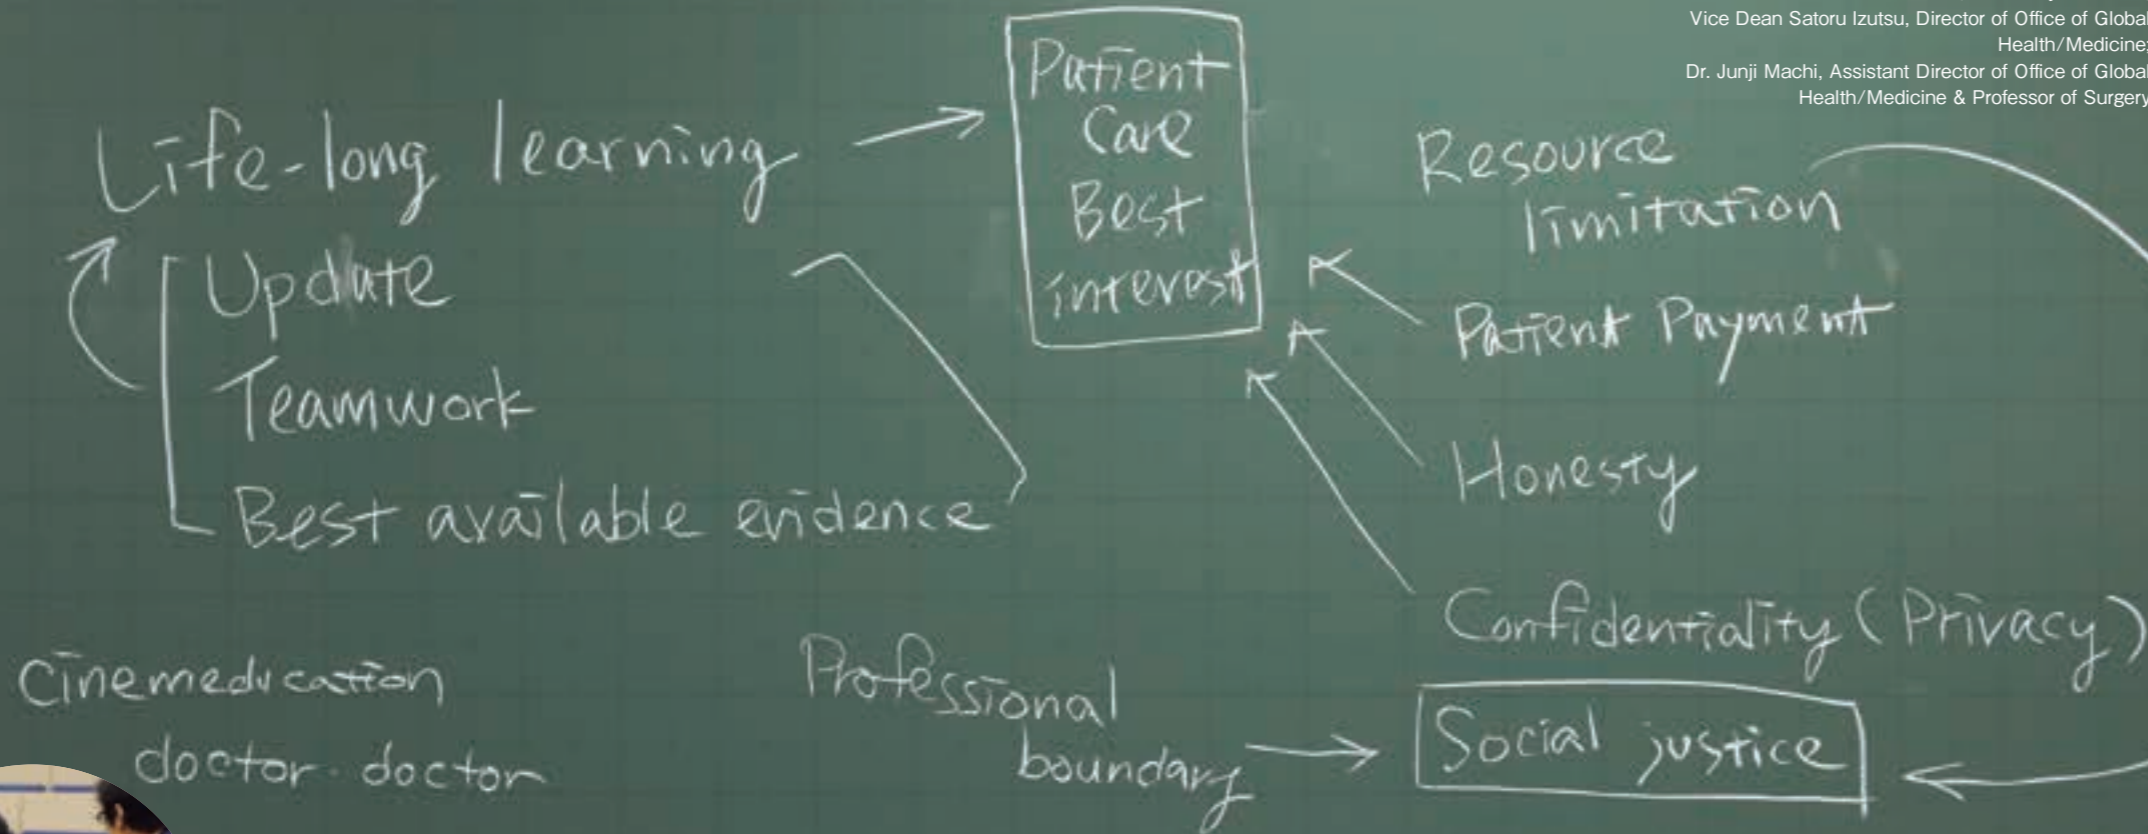 Vice Dean Satoru Izutsu, Director of Office of Global
Health/Medicine;
Dr. Junji Machi, Assistant Director of Office of Global
Health/Medicine & Professor of Surgery
Life-long learning
Update
Teamwork
Best available evidence
Patient
Care
Best
interest
Resource
limitation
Patient Payment
Honesty
Confidentiality (Privacy)
Cinemeducation
doctor. doctor
Professional
boundary
Social justice